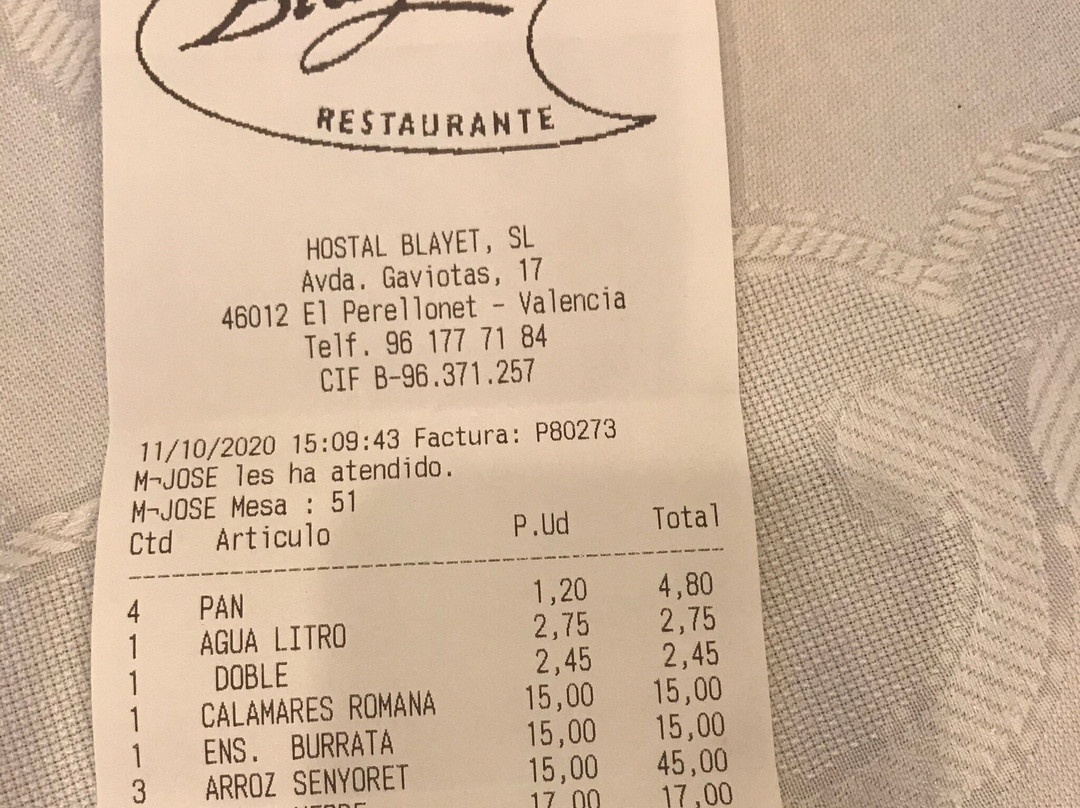 RESTAURANTE
HOSTAL BLAYET, SL
Avda. Gaviotas, 17
46012 El Perellonet - Valencia
Telf. 96 177 71 84
CIF B-96.371.257
11/10/2020 15:09:43 Factura: P80273
M¬JOSE les ha atendido.
M¬JOSE Mesa : 51
Ctd Articulo P.Ud Total
4 PAN 1,20 4,80
1 AGUA LITRO 2,75 2,75
1 DOBLE 2,45 2,45
1 CALAMARES ROMANA 15,00 15,00
1 ENS. BURRATA 15,00 15,00
3 ARROZ SENYORET 15,00 45,00
17,00 17,00